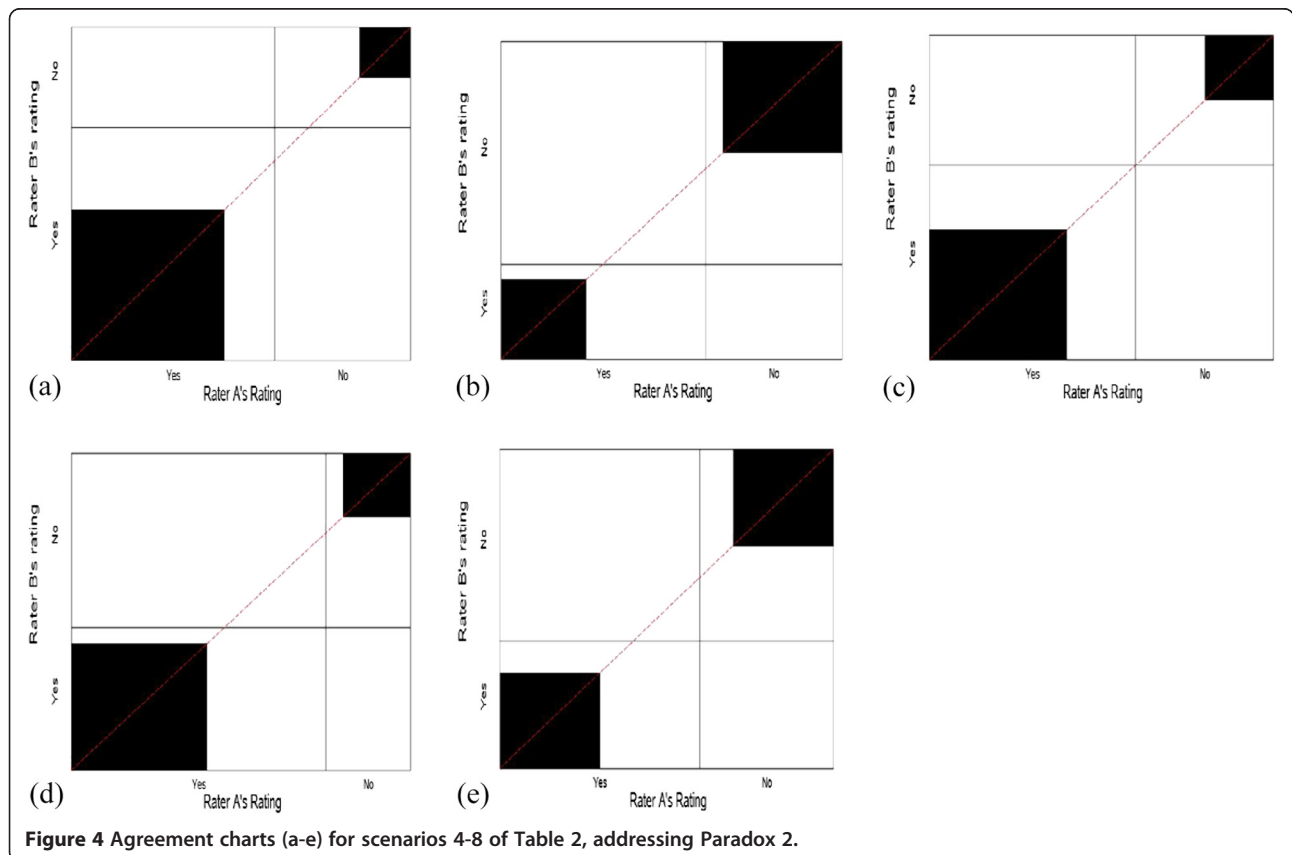 Rater B's rating
No
Yes
Yes
No
Rater A's Rating
(a)
Rater B's rating
No
Yes
Yes
No
Rater A's Rating
(b)
Rater B's rating
No
Yes
Yes
No
Rater A's Rating
(c)
Rater B's rating
No
Yes
Yes
No
Rater A's Rating
(d)
Rater B's rating
No
Yes
Yes
No
Rater A's Rating
(e)
Figure 4 Agreement charts (a-e) for scenarios 4-8 of Table 2, addressing Paradox 2.